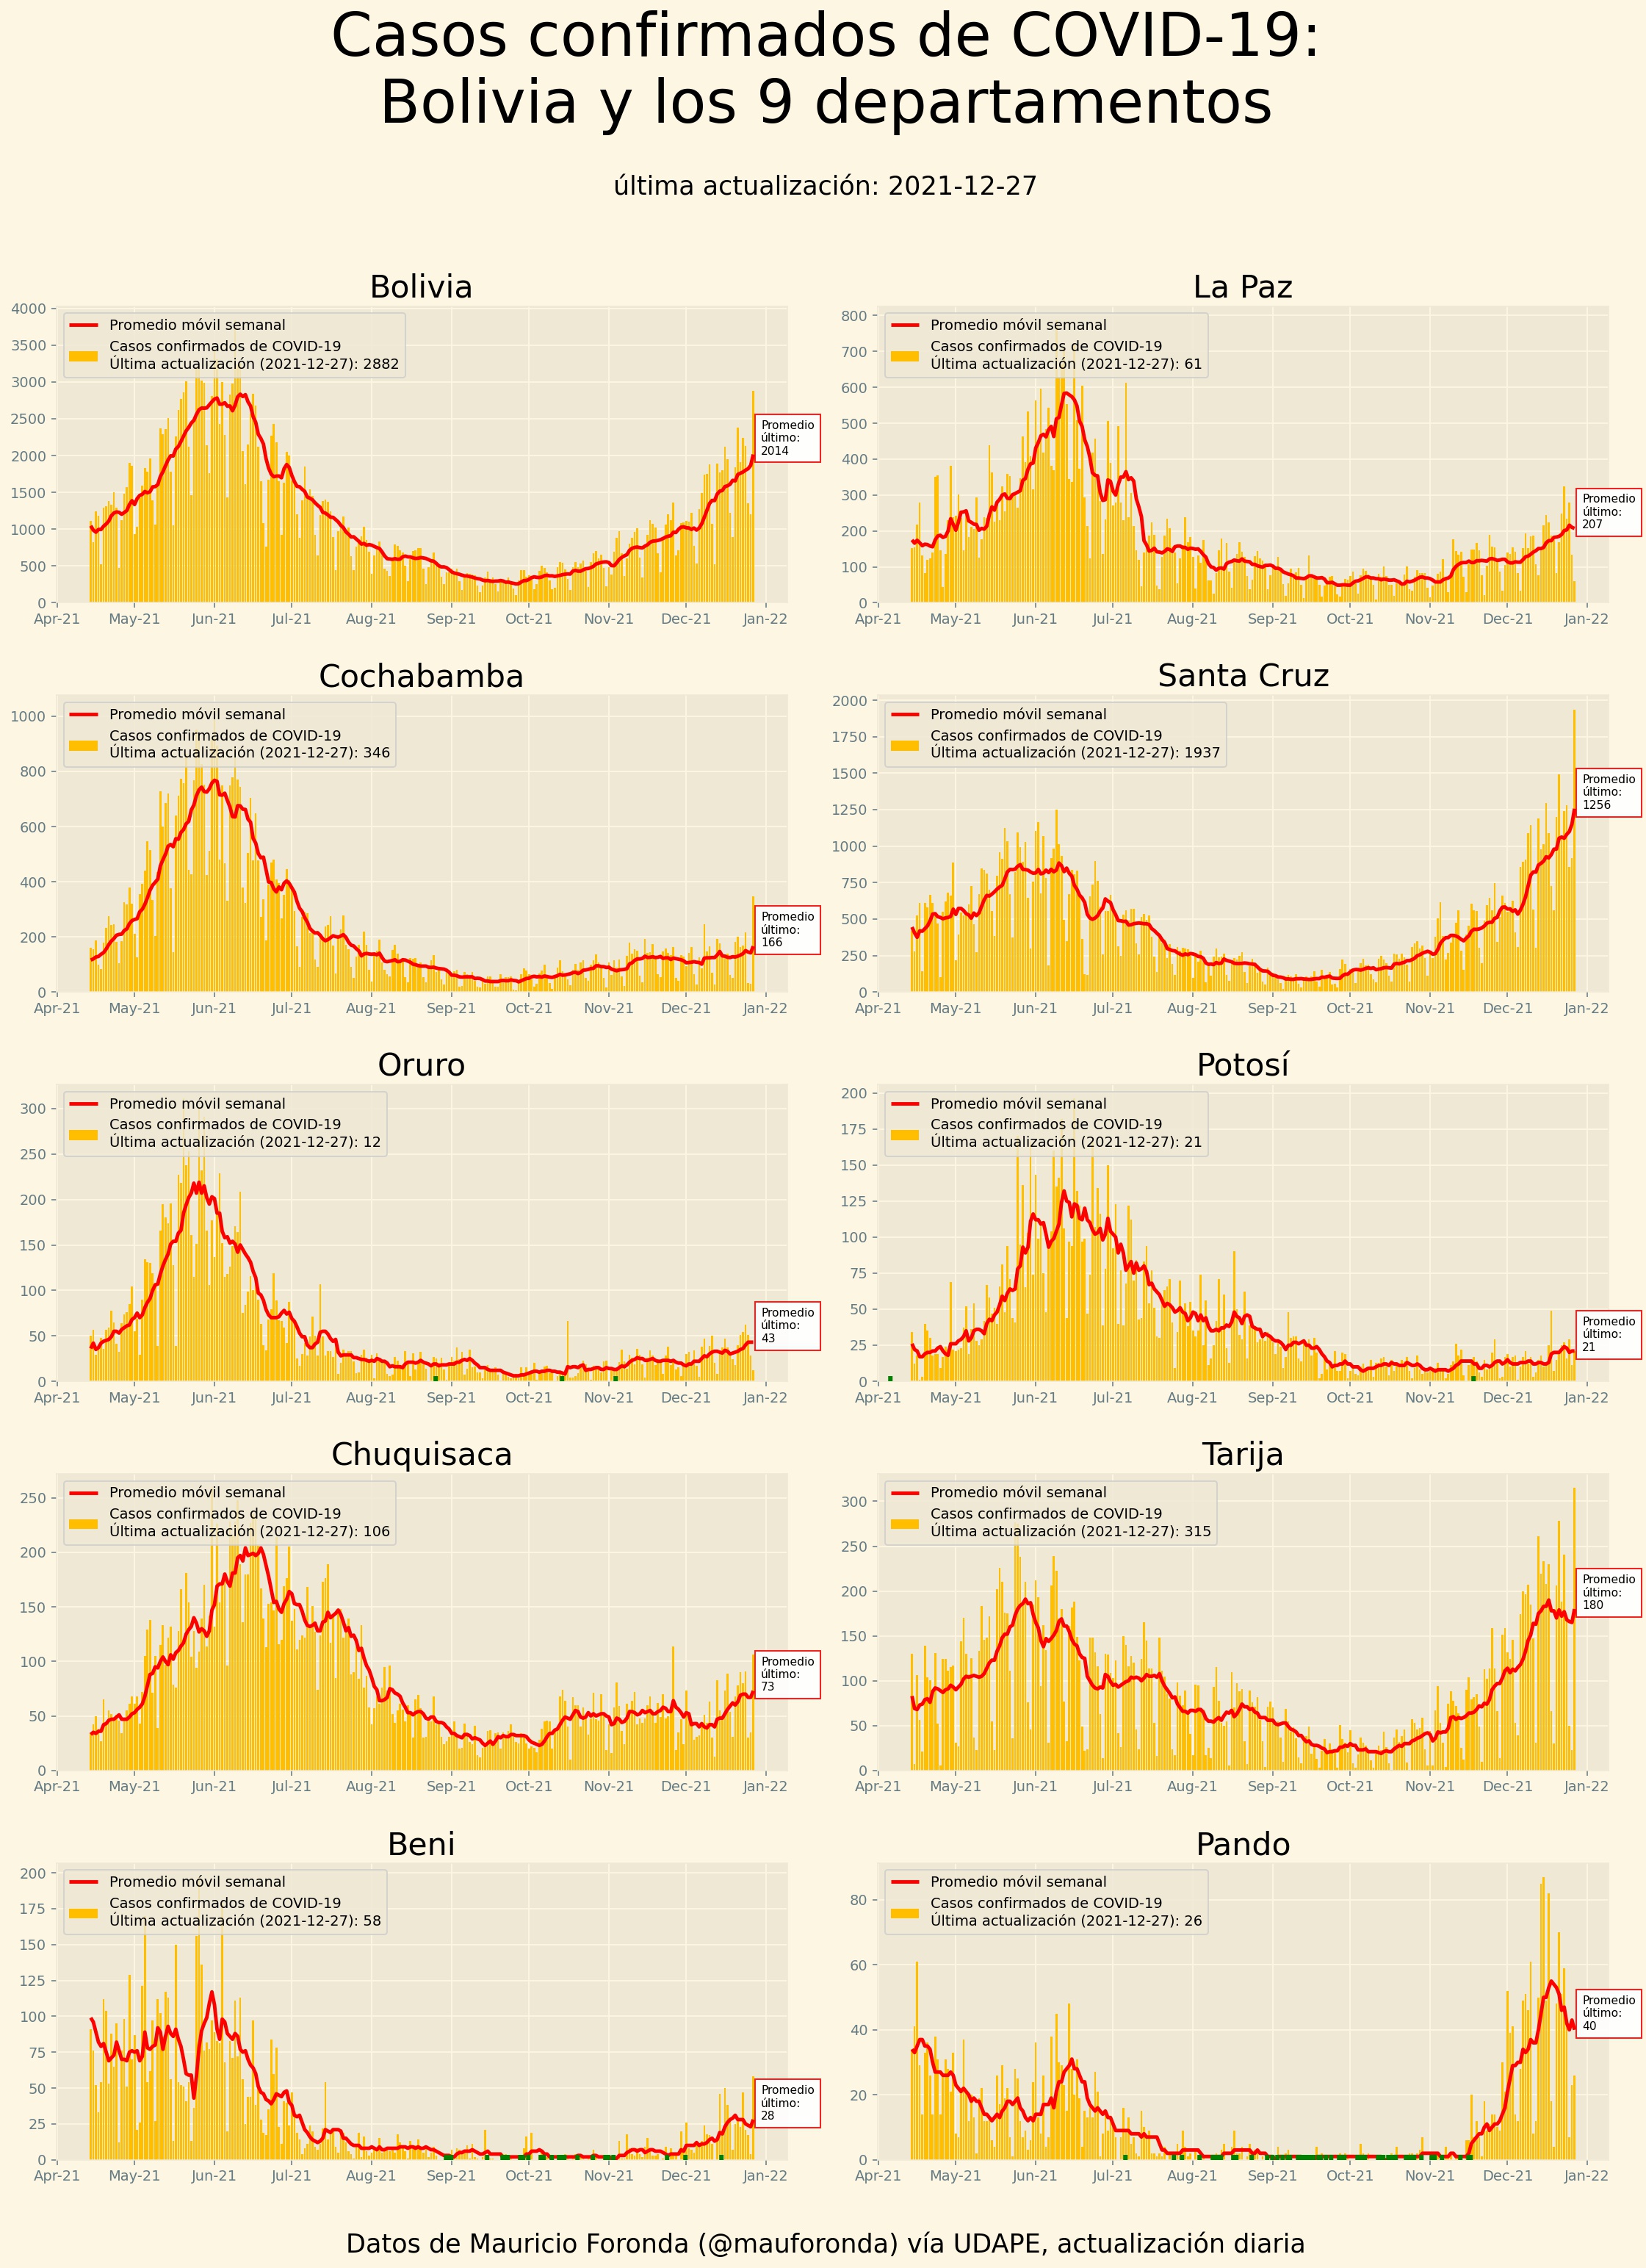 Casos confirmados de COVID-19:
Bolivia y los 9 departamentos
última actualización: 2021-12-27
Bolivia
4000
3500
3000
2500
2000
1500
1000
500
0
Promedio móvil semanal
Casos confirmados de COVID-19
Última actualización (2021-12-27): 2882
Promedio
último:
2014
Apr-21 May-21 Jun-21 Jul-21 Aug-21 Sep-21 Oct-21 Nov-21 Dec-21 Jan-22
La Paz
800
700
600
500
400
300
200
100
0
Promedio móvil semanal
Casos confirmados de COVID-19
Última actualización (2021-12-27): 61
Promedio
último:
207
Apr-21 May-21 Jun-21 Jul-21 Aug-21 Sep-21 Oct-21 Nov-21 Dec-21 Jan-22
Cochabamba
1000
800
600
400
200
0
Promedio móvil semanal
Casos confirmados de COVID-19
Última actualización (2021-12-27): 346
Promedio
último:
166
Apr-21 May-21 Jun-21 Jul-21 Aug-21 Sep-21 Oct-21 Nov-21 Dec-21 Jan-22
Santa Cruz
2000
1750
1500
1250
1000
750
500
250
0
Promedio móvil semanal
Casos confirmados de COVID-19
Última actualización (2021-12-27): 1937
Promedio
último:
1256
Apr-21 May-21 Jun-21 Jul-21 Aug-21 Sep-21 Oct-21 Nov-21 Dec-21 Jan-22
Oruro
300
250
200
150
100
50
0
Promedio móvil semanal
Casos confirmados de COVID-19
Última actualización (2021-12-27): 12
Promedio
último:
43
Apr-21 May-21 Jun-21 Jul-21 Aug-21 Sep-21 Oct-21 Nov-21 Dec-21 Jan-22
Potosí
200
175
150
125
100
75
50
25
0
Promedio móvil semanal
Casos confirmados de COVID-19
Última actualización (2021-12-27): 21
Promedio
último:
21
Apr-21 May-21 Jun-21 Jul-21 Aug-21 Sep-21 Oct-21 Nov-21 Dec-21 Jan-22
Chuquisaca
250
200
150
100
50
0
Promedio móvil semanal
Casos confirmados de COVID-19
Última actualización (2021-12-27): 106
Promedio
último:
73
Apr-21 May-21 Jun-21 Jul-21 Aug-21 Sep-21 Oct-21 Nov-21 Dec-21 Jan-22
Tarija
300
250
200
150
100
50
0
Promedio móvil semanal
Casos confirmados de COVID-19
Última actualización (2021-12-27): 315
Promedio
último:
180
Apr-21 May-21 Jun-21 Jul-21 Aug-21 Sep-21 Oct-21 Nov-21 Dec-21 Jan-22
Beni
200
175
150
125
100
75
50
25
0
Promedio móvil semanal
Casos confirmados de COVID-19
Última actualización (2021-12-27): 58
Promedio
último:
28
Apr-21 May-21 Jun-21 Jul-21 Aug-21 Sep-21 Oct-21 Nov-21 Dec-21 Jan-22
Pando
80
60
40
20
0
Promedio móvil semanal
Casos confirmados de COVID-19
Última actualización (2021-12-27): 26
Promedio
último:
40
Apr-21 May-21 Jun-21 Jul-21 Aug-21 Sep-21 Oct-21 Nov-21 Dec-21 Jan-22
Datos de Mauricio Foronda (@mauforonda) vía UDAPE, actualización diaria